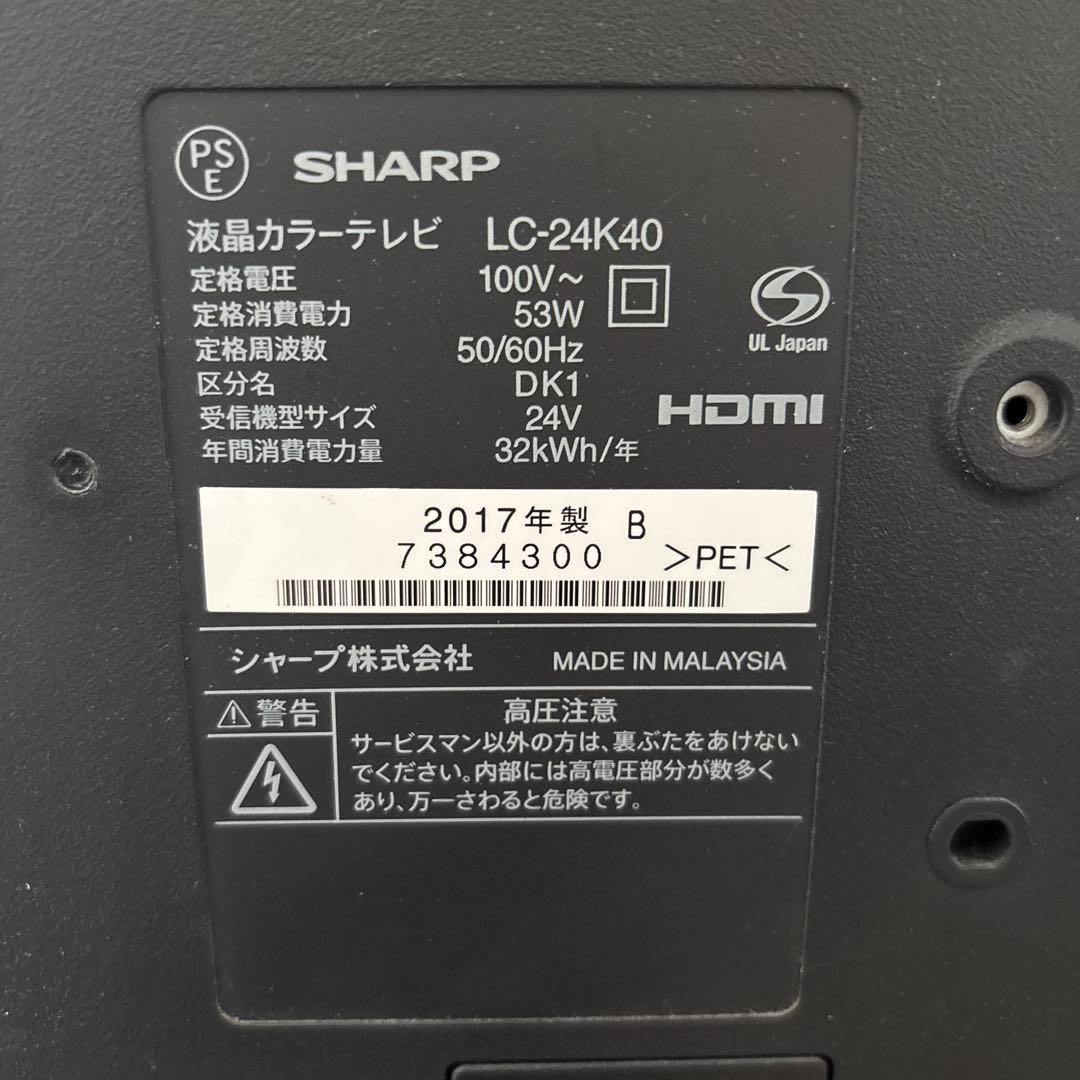 PS
E
SHARP
液晶カラーテレビ LC-24K40
定格電圧 100V～
定格消費電力 53W
定格周波数 50/60Hz
区分名 DK1
受信機型サイズ 24V
年間消費電力量 32kWh/年
UL Japan
HDMI
2017年製 B
7384300 >PET<
シャープ株式会社 MADE IN MALAYSIA
警告
高圧注意
サービスマン以外の方は、裏ぶたをあけない
でください。内部には高電圧部分が数多く
あり、万一さわると危険です。